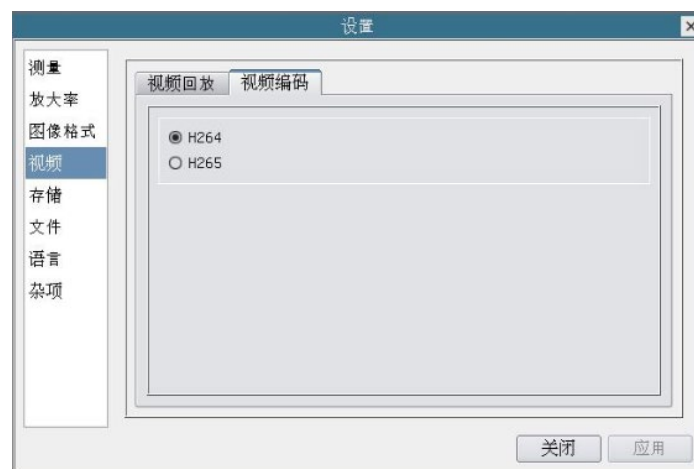 设置
测量
放大率
图像格式
视频
存储
文件
语言
杂项
视频回放 视频编码
H264
H265
关闭 应用